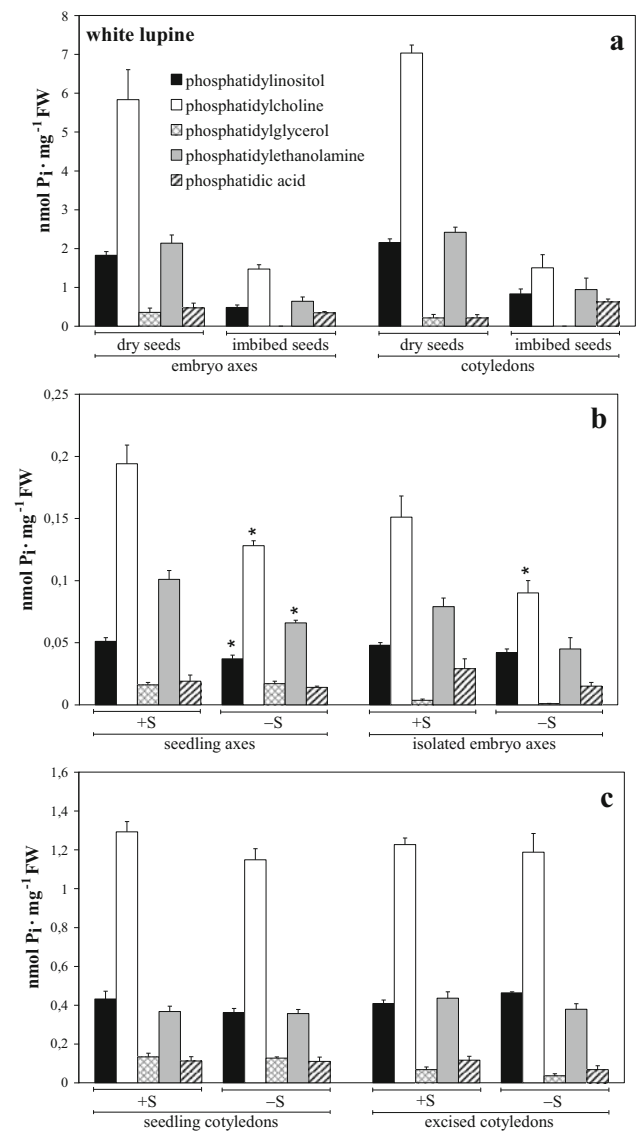 white lupine
a
phosphatidylinositol
phosphatidylcholine
phosphatidylglycerol
phosphatidylethanolamine
phosphatidic acid
nmol Pi · mg⁻¹ FW
8
7
6
5
4
3
2
1
0
dry seeds imbibed seeds dry seeds imbibed seeds
embryo axes cotyledons
b
nmol Pi · mg⁻¹ FW
0,25
0,2
0,15
0,1
0,05
0
* * * *
+S –S +S –S
seedling axes isolated embryo axes
c
nmol Pi · mg⁻¹ FW
1,6
1,4
1,2
1
0,8
0,6
0,4
0,2
0
+S –S +S –S
seedling cotyledons excised cotyledons